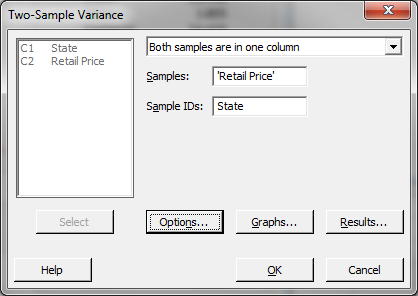 Two-Sample Variance
C1 State
C2 Retail Price
Both samples are in one column
Samples: 'Retail Price'
Sample IDs: State
Select
Options...
Graphs...
Results...
Help
OK
Cancel